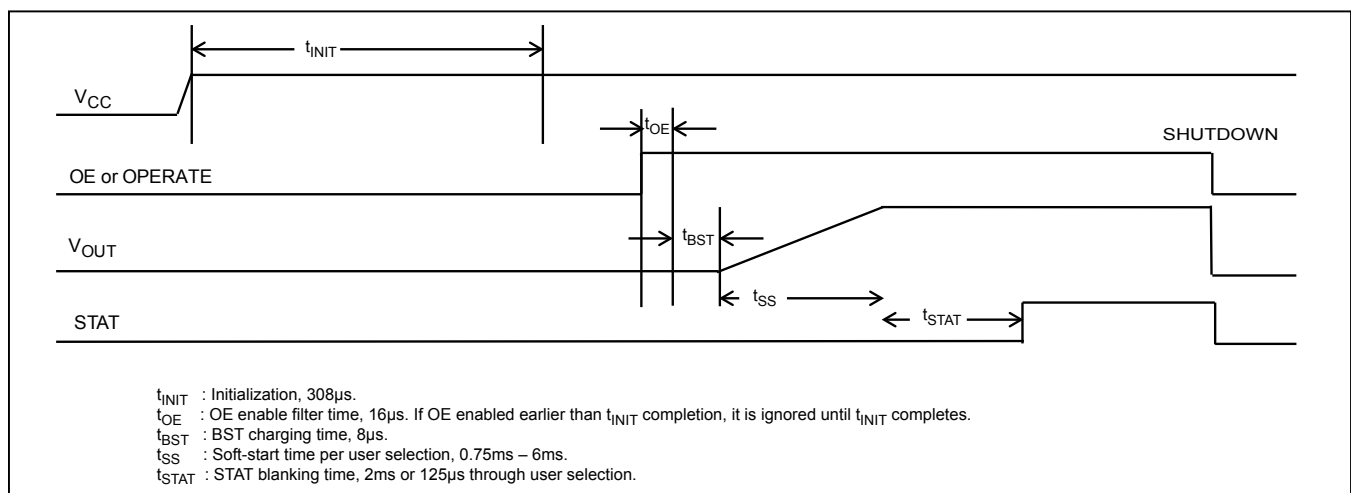 tINIT
VCC
tOE
SHUTDOWN
OE or OPERATE
tBST
VOUT
tSS
STAT
tSTAT
tINIT : Initialization, 308µs.
tOE : OE enable filter time, 16µs. If OE enabled earlier than tINIT completion, it is ignored until tINIT completes.
tBST : BST charging time, 8µs.
tSS : Soft-start time per user selection, 0.75ms – 6ms.
tSTAT : STAT blanking time, 2ms or 125µs through user selection.